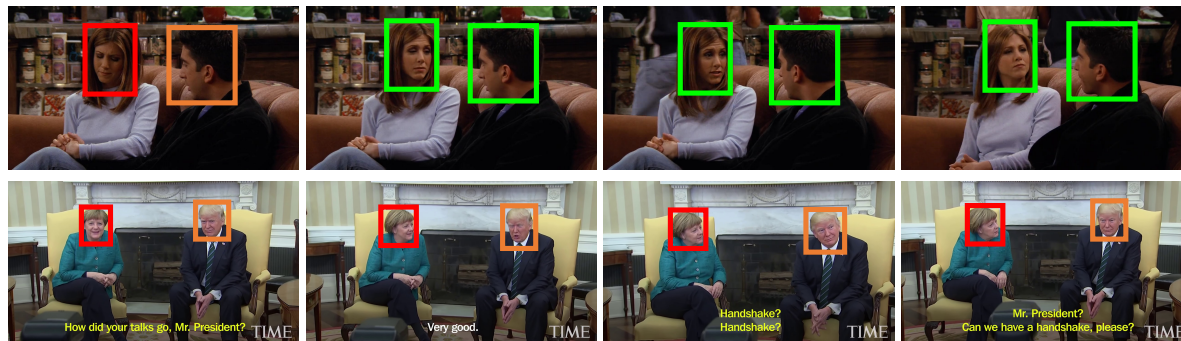 How did your talks go, Mr. President?
TIME
Very good.
TIME
Handshake?
Handshake?
TIME
Mr. President?
Can we have a handshake, please?
TIME